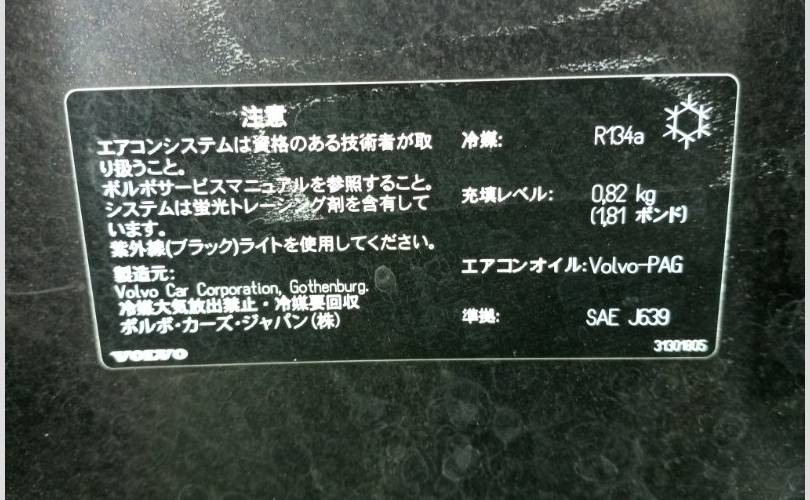 注意
エアコンシステムは資格のある技術者が取
り扱うこと。
ボルボサービスマニュアルを参照すること。
システムは蛍光トレーシング剤を含有して
います。
紫外線(ブラック)ライトを使用してください。
製造元:
Volvo Car Corporation, Gothenburg.
冷媒大気放出禁止・冷媒要回収
ボルボ・カーズ・ジャパン(株)
VOLVO
冷媒: R134a
充填レベル: 0,82 kg
(1,81 ポンド)
エアコンオイル: Volvo-PAG
準拠: SAE J639
31301805